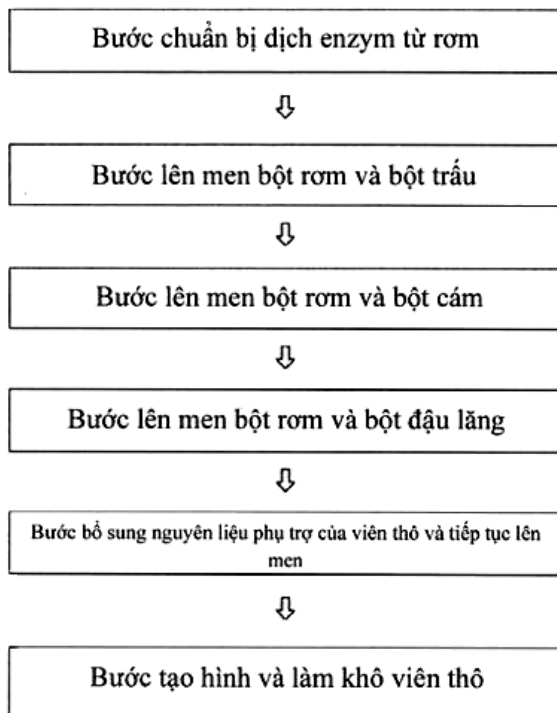 Bước chuẩn bị dịch enzym từ rơm
Bước lên men bột rơm và bột trấu
Bước lên men bột rơm và bột cám
Bước lên men bột rơm và bột đậu lăng
Bước bổ sung nguyên liệu phụ trợ của viên thô và tiếp tục lên
men
Bước tạo hình và làm khô viên thô